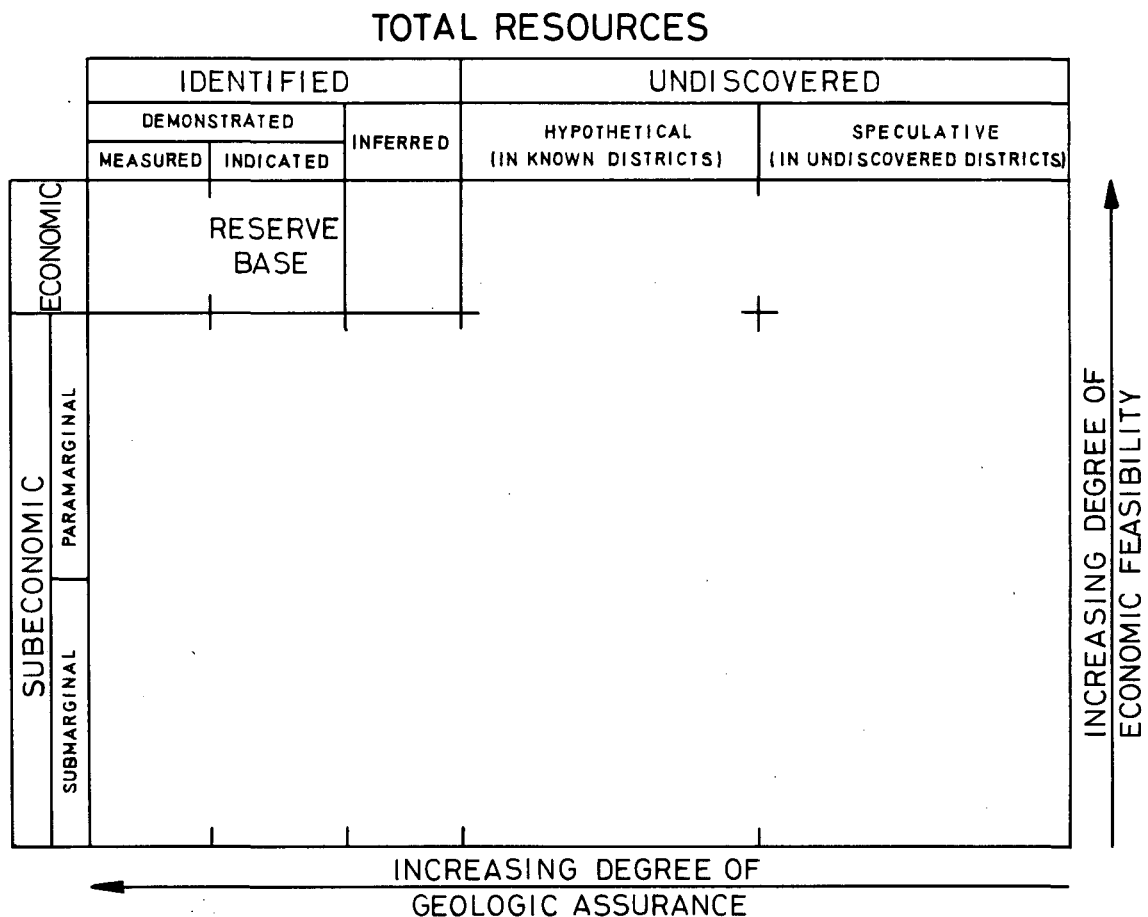 TOTAL RESOURCES
IDENTIFIED
UNDISCOVERED
DEMONSTRATED
INFERRED
HYPOTHETICAL
(IN KNOWN DISTRICTS)
SPECULATIVE
(IN UNDISCOVERED DISTRICTS)
MEASURED
INDICATED
ECONOMIC
RESERVE
BASE
SUBECONOMIC
PARAMARGINAL
SUBMARGINAL
INCREASING DEGREE OF
ECONOMIC FEASIBILITY
INCREASING DEGREE OF
GEOLOGIC ASSURANCE